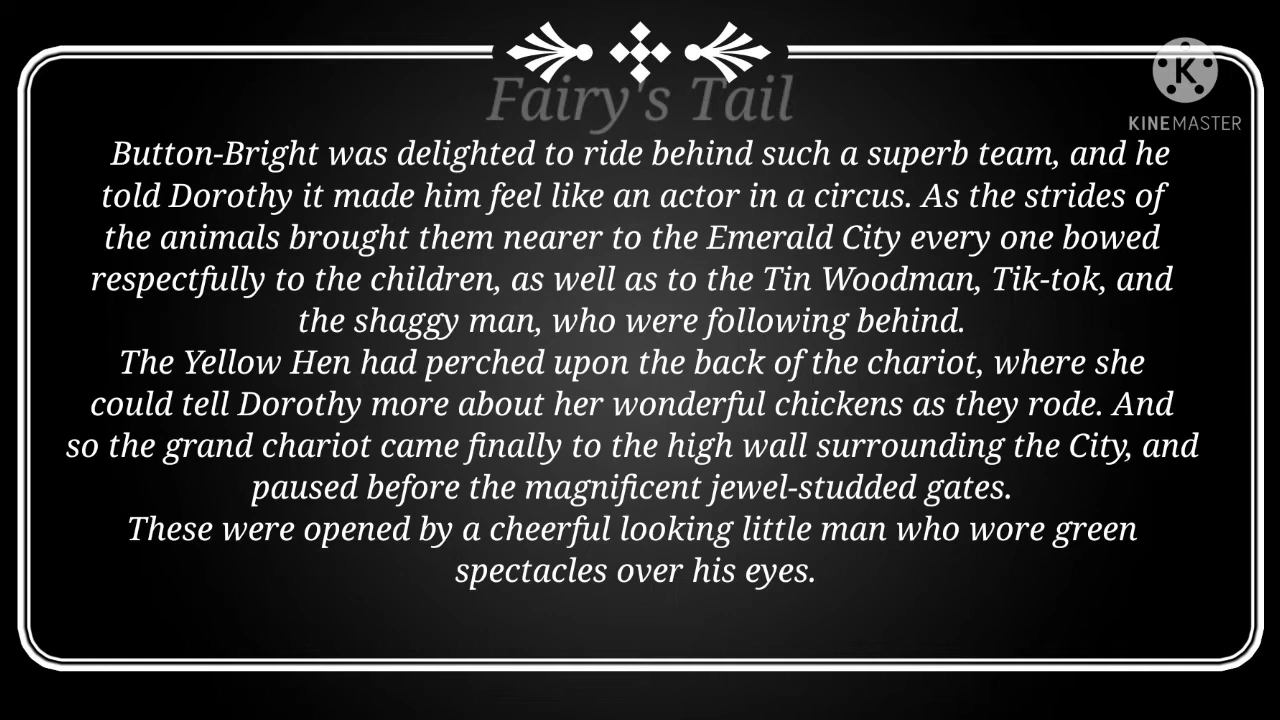 Fairy's Tail
K
KINEMASTER
Button-Bright was delighted to ride behind such a superb team, and he
told Dorothy it made him feel like an actor in a circus. As the strides of
the animals brought them nearer to the Emerald City every one bowed
respectfully to the children, as well as to the Tin Woodman, Tik-tok, and
the shaggy man, who were following behind.
The Yellow Hen had perched upon the back of the chariot, where she
could tell Dorothy more about her wonderful chickens as they rode. And
so the grand chariot came finally to the high wall surrounding the City, and
paused before the magnificent jewel-studded gates.
These were opened by a cheerful looking little man who wore green
spectacles over his eyes.